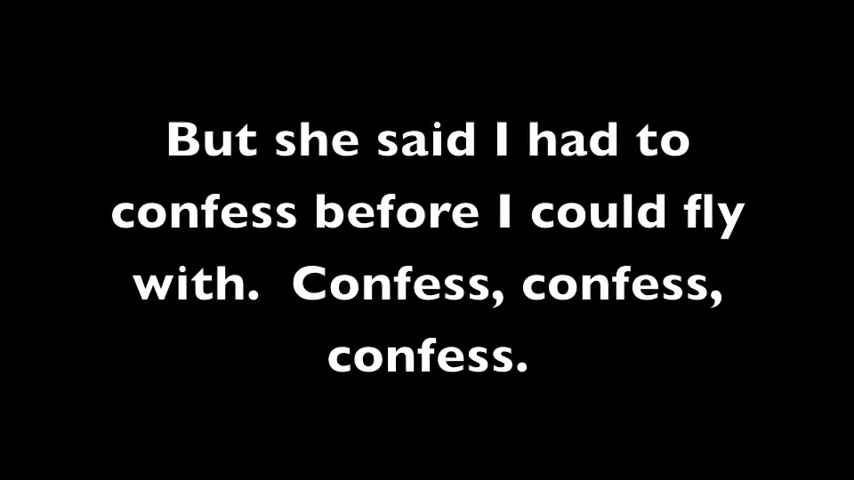 But she said I had to
confess before I could fly
with.  Confess, confess,
confess.